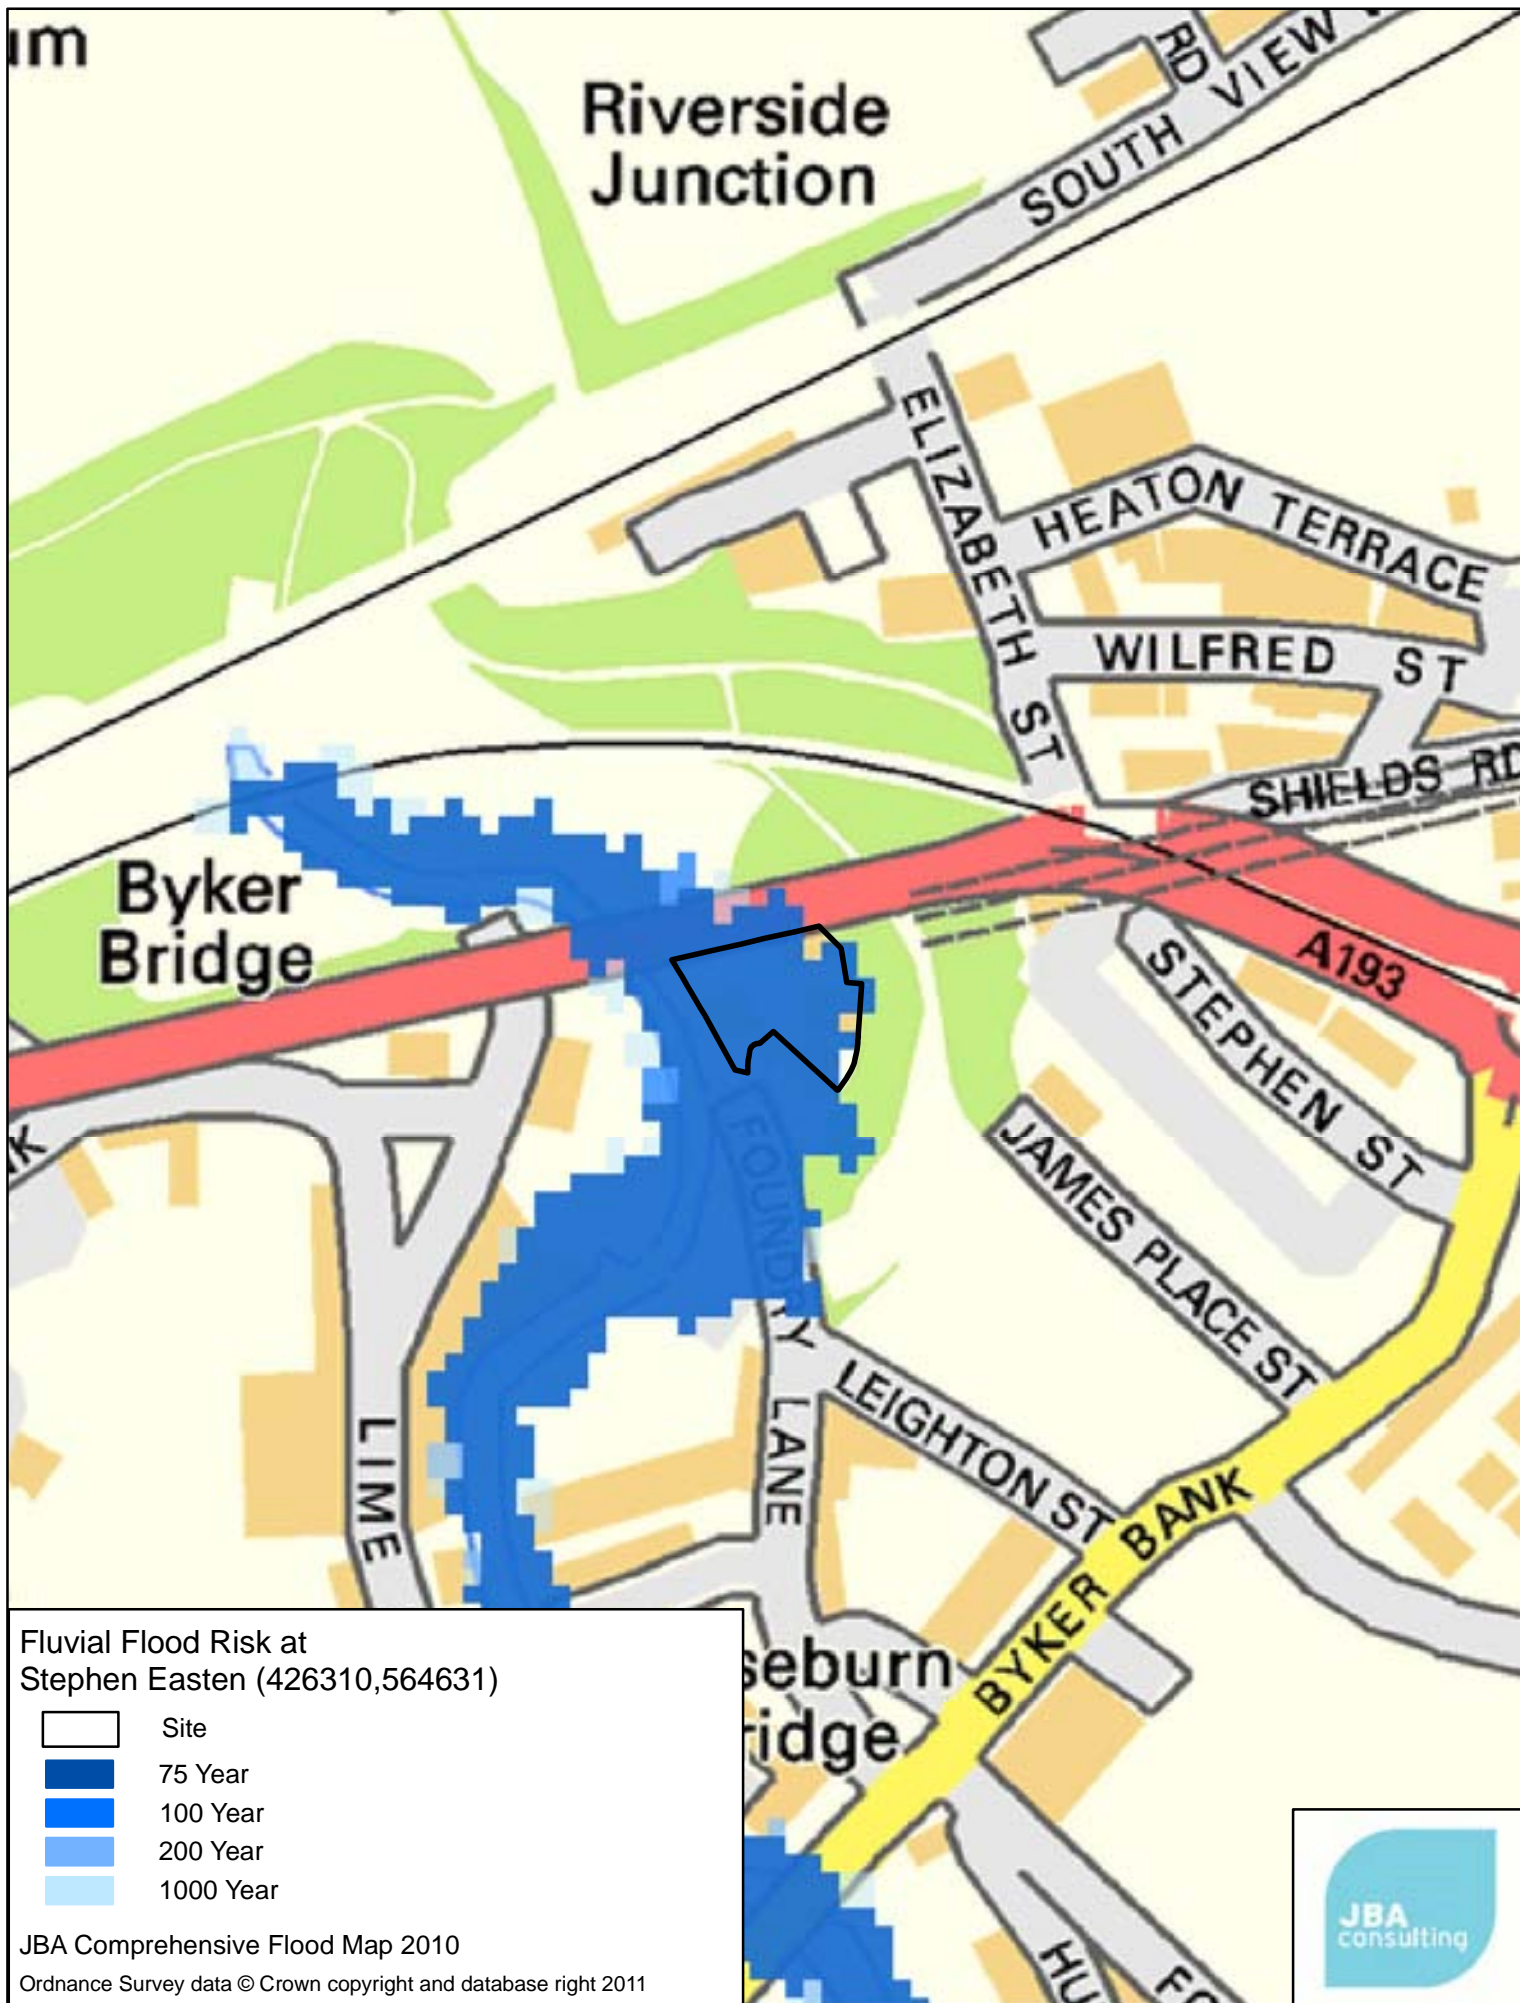 Riverside
Junction
RD
SOUTH VIEW
ELIZABETH ST
HEATON TERRACE
WILFRED ST
SHIELDS RD
Byker
Bridge
A193
STEPHEN ST
JAMES PLACE ST
FOUNDRY LANE
LEIGHTON ST
LIME
BYKER BANK
seburn
ridge
Fluvial Flood Risk at
Stephen Easten (426310,564631)
Site
75 Year
100 Year
200 Year
1000 Year
JBA Comprehensive Flood Map 2010
Ordnance Survey data © Crown copyright and database right 2011
JBA
consulting